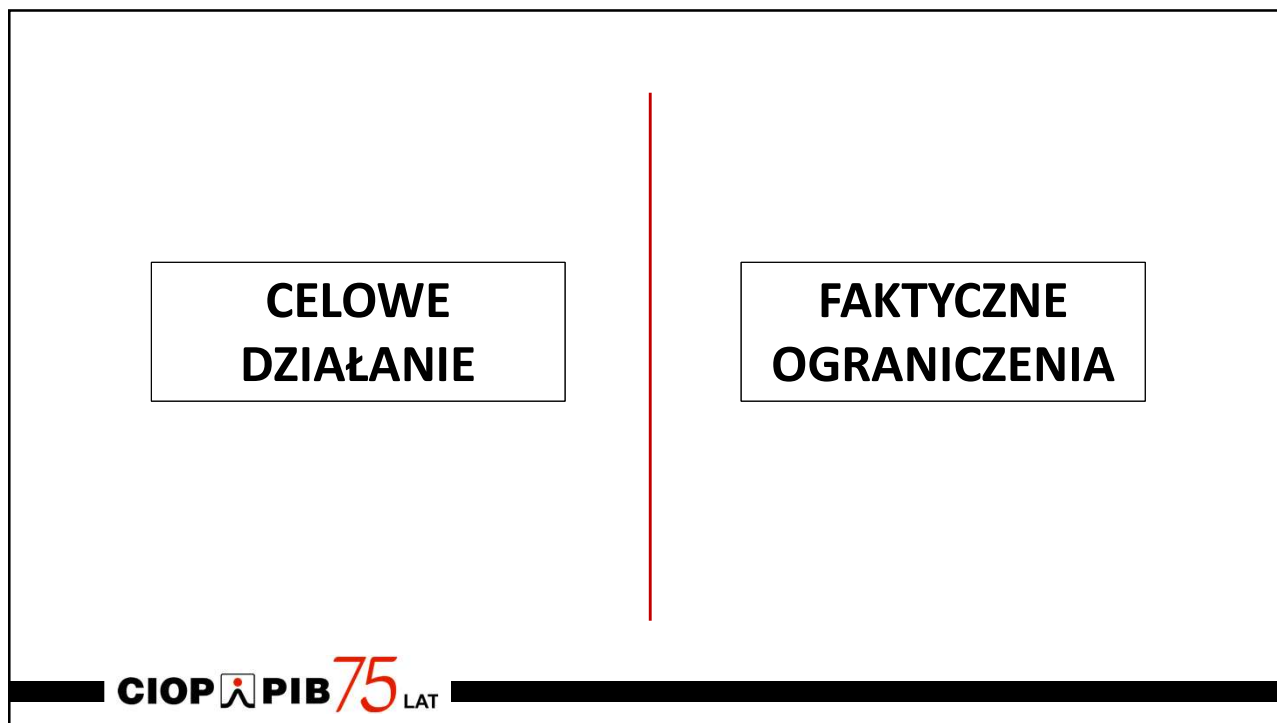 CELOWE
DZIAŁANIE
FAKTYCZNE
OGRANICZENIA
CIOP PIB 75 LAT